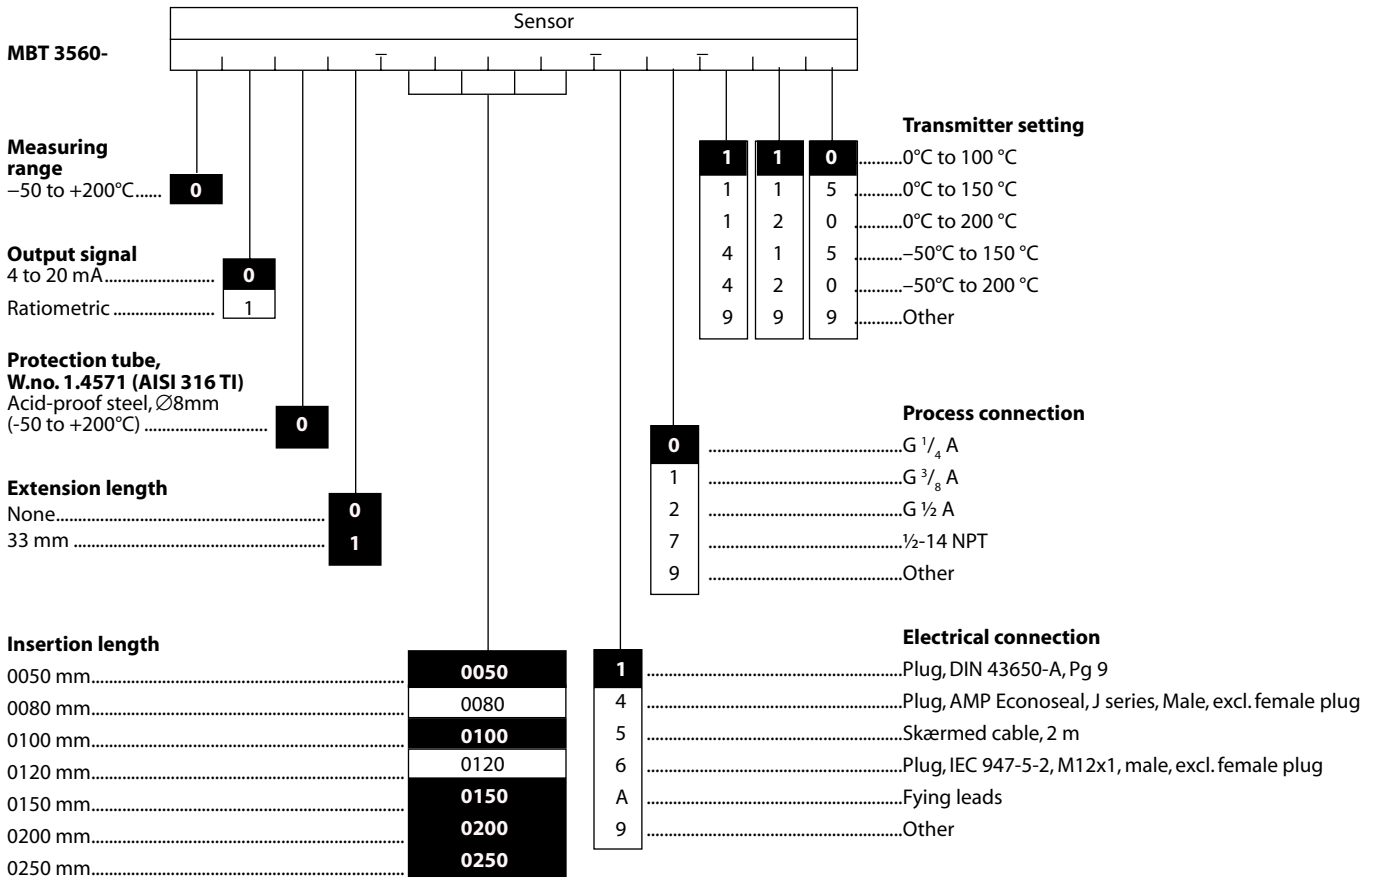 Sensor
MBT 3560-
– – –
Measuring
range
–50 to +200°C...... 0
Output signal
4 to 20 mA......................... 0
Ratiometric ....................... 1
Protection tube,
W.no. 1.4571 (AISI 316 TI)
Acid-proof steel, Ø8mm
(-50 to +200°C) ............................ 0
Extension length
None............................................................. 0
33 mm ......................................................... 1
Insertion length
0050 mm........................................................................ 0050
0080 mm........................................................................ 0080
0100 mm........................................................................ 0100
0120 mm........................................................................ 0120
0150 mm........................................................................ 0150
0200 mm........................................................................ 0200
0250 mm........................................................................ 0250
Transmitter setting
1 1 0 ..........0°C to 100 °C
1 1 5 ...........0°C to 150 °C
1 2 0 ...........0°C to 200 °C
4 1 5 ...........–50°C to 150 °C
4 2 0 ...........–50°C to 200 °C
9 9 9 ...........Other
Process connection
0 ............................................G 1/4 A
1 ............................................G 3/8 A
2 ............................................G ½ A
7 ............................................½-14 NPT
9 ............................................Other
Electrical connection
1 ..........................................................Plug, DIN 43650-A, Pg 9
4 ..........................................................Plug, AMP Econoseal, J series, Male, excl. female plug
5 ..........................................................Skærmed cable, 2 m
6 ..........................................................Plug, IEC 947-5-2, M12x1, male, excl. female plug
A ..........................................................Fying leads
9 ..........................................................Other